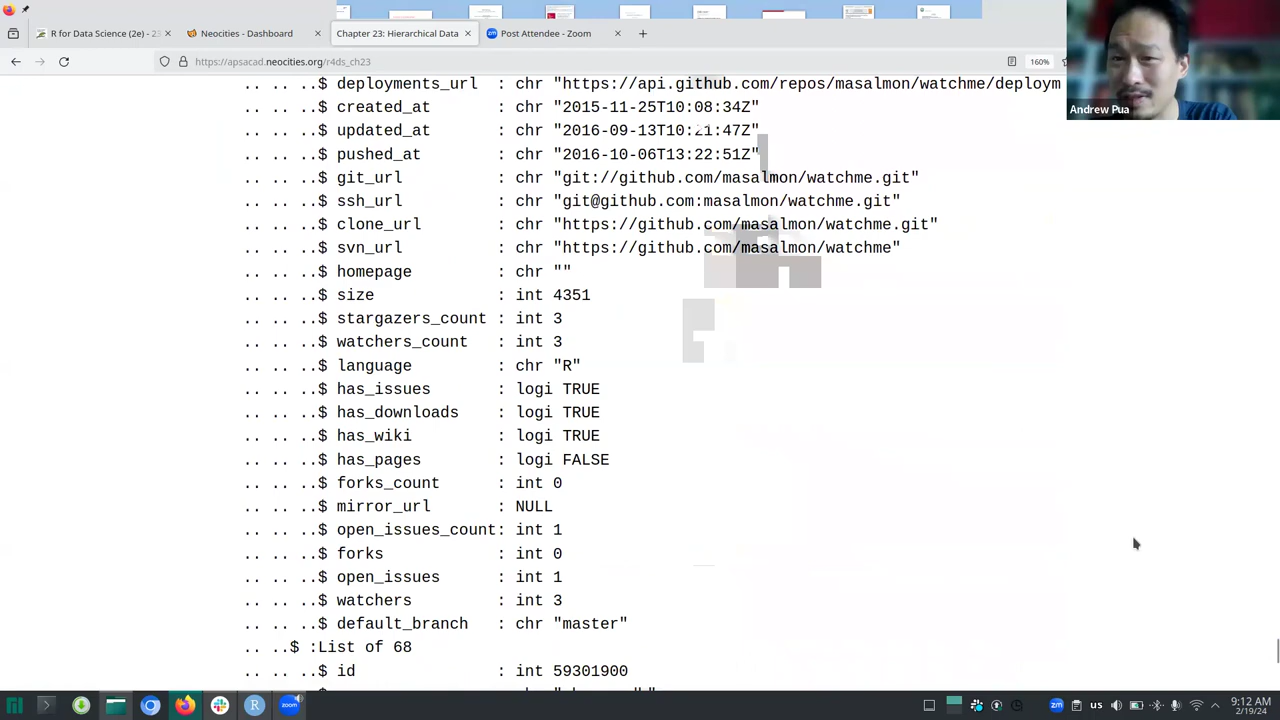 R for Data Science (2e) - 23
Neocities - Dashboard
Chapter 23: Hierarchical Data
Post Attendee - Zoom
https://apsacad.neocities.org/r4ds_ch23
160%
Andrew Pua
.. .. ..$ deployments_url : chr "https://api.github.com/repos/masalmon/watchme/deploym
.. .. ..$ created_at : chr "2015-11-25T10:08:34Z"
.. .. ..$ updated_at : chr "2016-09-13T10:21:47Z"
.. .. ..$ pushed_at : chr "2016-10-06T13:22:51Z"
.. .. ..$ git_url : chr "git://github.com/masalmon/watchme.git"
.. .. ..$ ssh_url : chr "git@github.com:masalmon/watchme.git"
.. .. ..$ clone_url : chr "https://github.com/masalmon/watchme.git"
.. .. ..$ svn_url : chr "https://github.com/masalmon/watchme"
.. .. ..$ homepage : chr ""
.. .. ..$ size : int 4351
.. .. ..$ stargazers_count : int 3
.. .. ..$ watchers_count : int 3
.. .. ..$ language : chr "R"
.. .. ..$ has_issues : logi TRUE
.. .. ..$ has_downloads : logi TRUE
.. .. ..$ has_wiki : logi TRUE
.. .. ..$ has_pages : logi FALSE
.. .. ..$ forks_count : int 0
.. .. ..$ mirror_url : NULL
.. .. ..$ open_issues_count: int 1
.. .. ..$ forks : int 0
.. .. ..$ open_issues : int 1
.. .. ..$ watchers : int 3
.. .. ..$ default_branch : chr "master"
.. ..$ :List of 68
.. .. ..$ id : int 59301900
us
9:12 AM
2/19/24